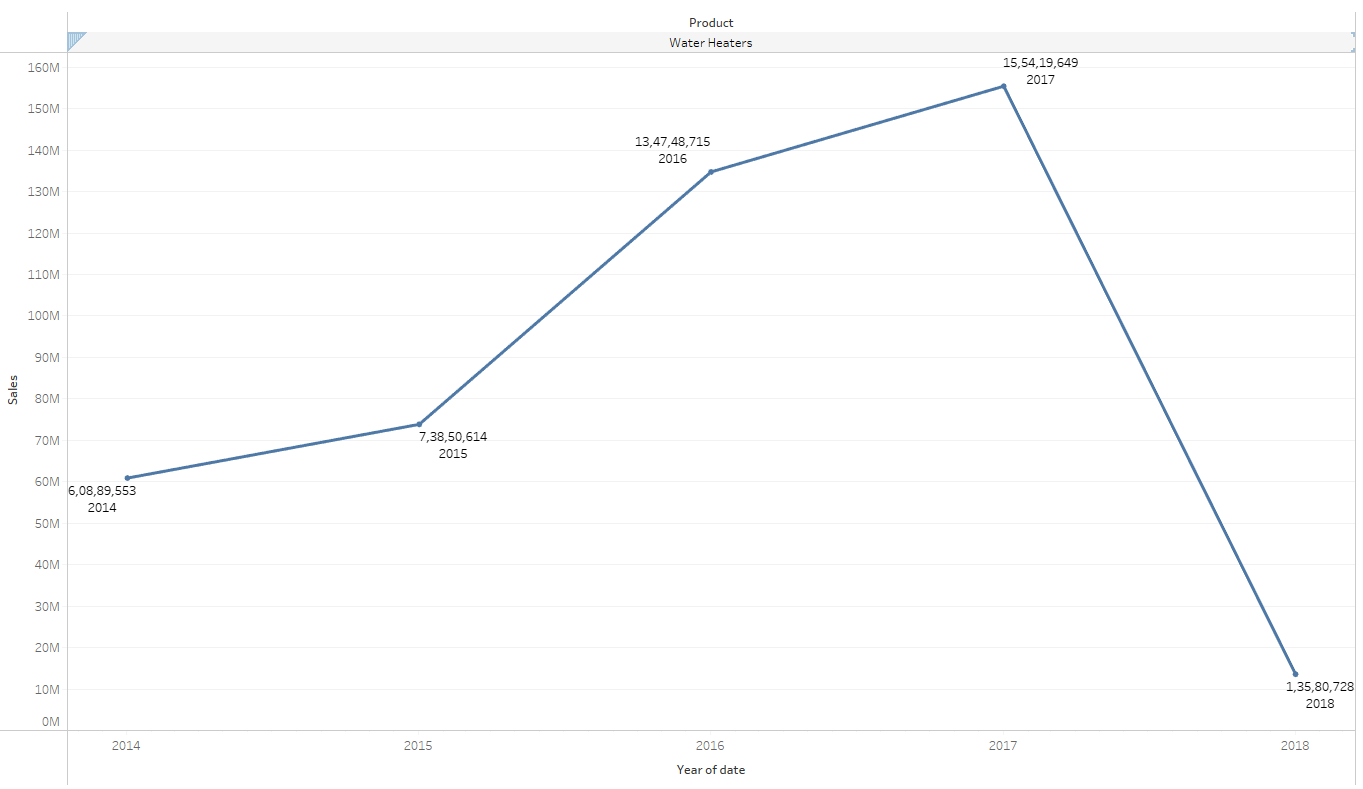 Product
Water Heaters
160M
150M
140M
130M
120M
110M
100M
90M
80M
70M
60M
50M
40M
30M
20M
10M
0M
Sales
6,08,89,553
2014
7,38,50,614
2015
13,47,48,715
2016
15,54,19,649
2017
1,35,80,728
2018
2014 2015 2016 2017 2018
Year of date